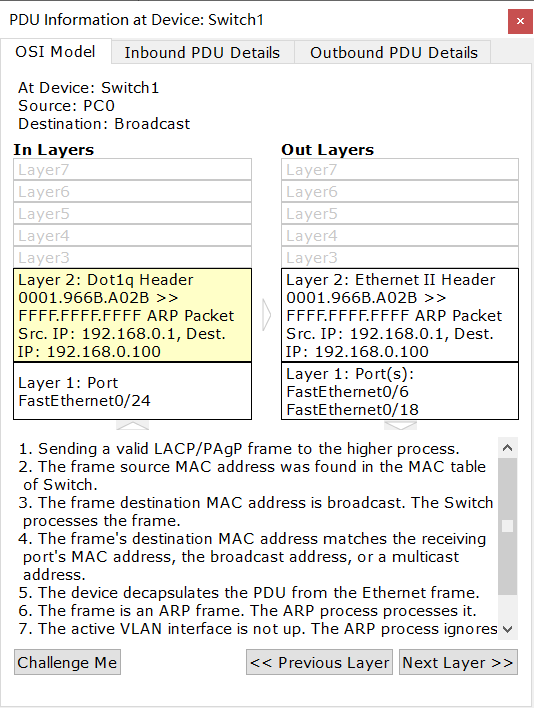 PDU Information at Device: Switch1
×
OSI Model
Inbound PDU Details
Outbound PDU Details
At Device: Switch1
Source: PC0
Destination: Broadcast
In Layers
Layer7
Layer6
Layer5
Layer4
Layer3
Layer 2: Dot1q Header
0001.966B.A02B >>
FFFF.FFFF.FFFF ARP Packet
Src. IP: 192.168.0.1, Dest.
IP: 192.168.0.100
Layer 1: Port
FastEthernet0/24
Out Layers
Layer7
Layer6
Layer5
Layer4
Layer3
Layer 2: Ethernet II Header
0001.966B.A02B >>
FFFF.FFFF.FFFF ARP Packet
Src. IP: 192.168.0.1, Dest.
IP: 192.168.0.100
Layer 1: Port(s):
FastEthernet0/6
FastEthernet0/18
1. Sending a valid LACP/PAgP frame to the higher process.
2. The frame source MAC address was found in the MAC table
of Switch.
3. The frame destination MAC address is broadcast. The Switch
processes the frame.
4. The frame's destination MAC address matches the receiving
port's MAC address, the broadcast address, or a multicast
address.
5. The device decapsulates the PDU from the Ethernet frame.
6. The frame is an ARP frame. The ARP process processes it.
7. The active VLAN interface is not up. The ARP process ignores
Challenge Me
<< Previous Layer
Next Layer >>